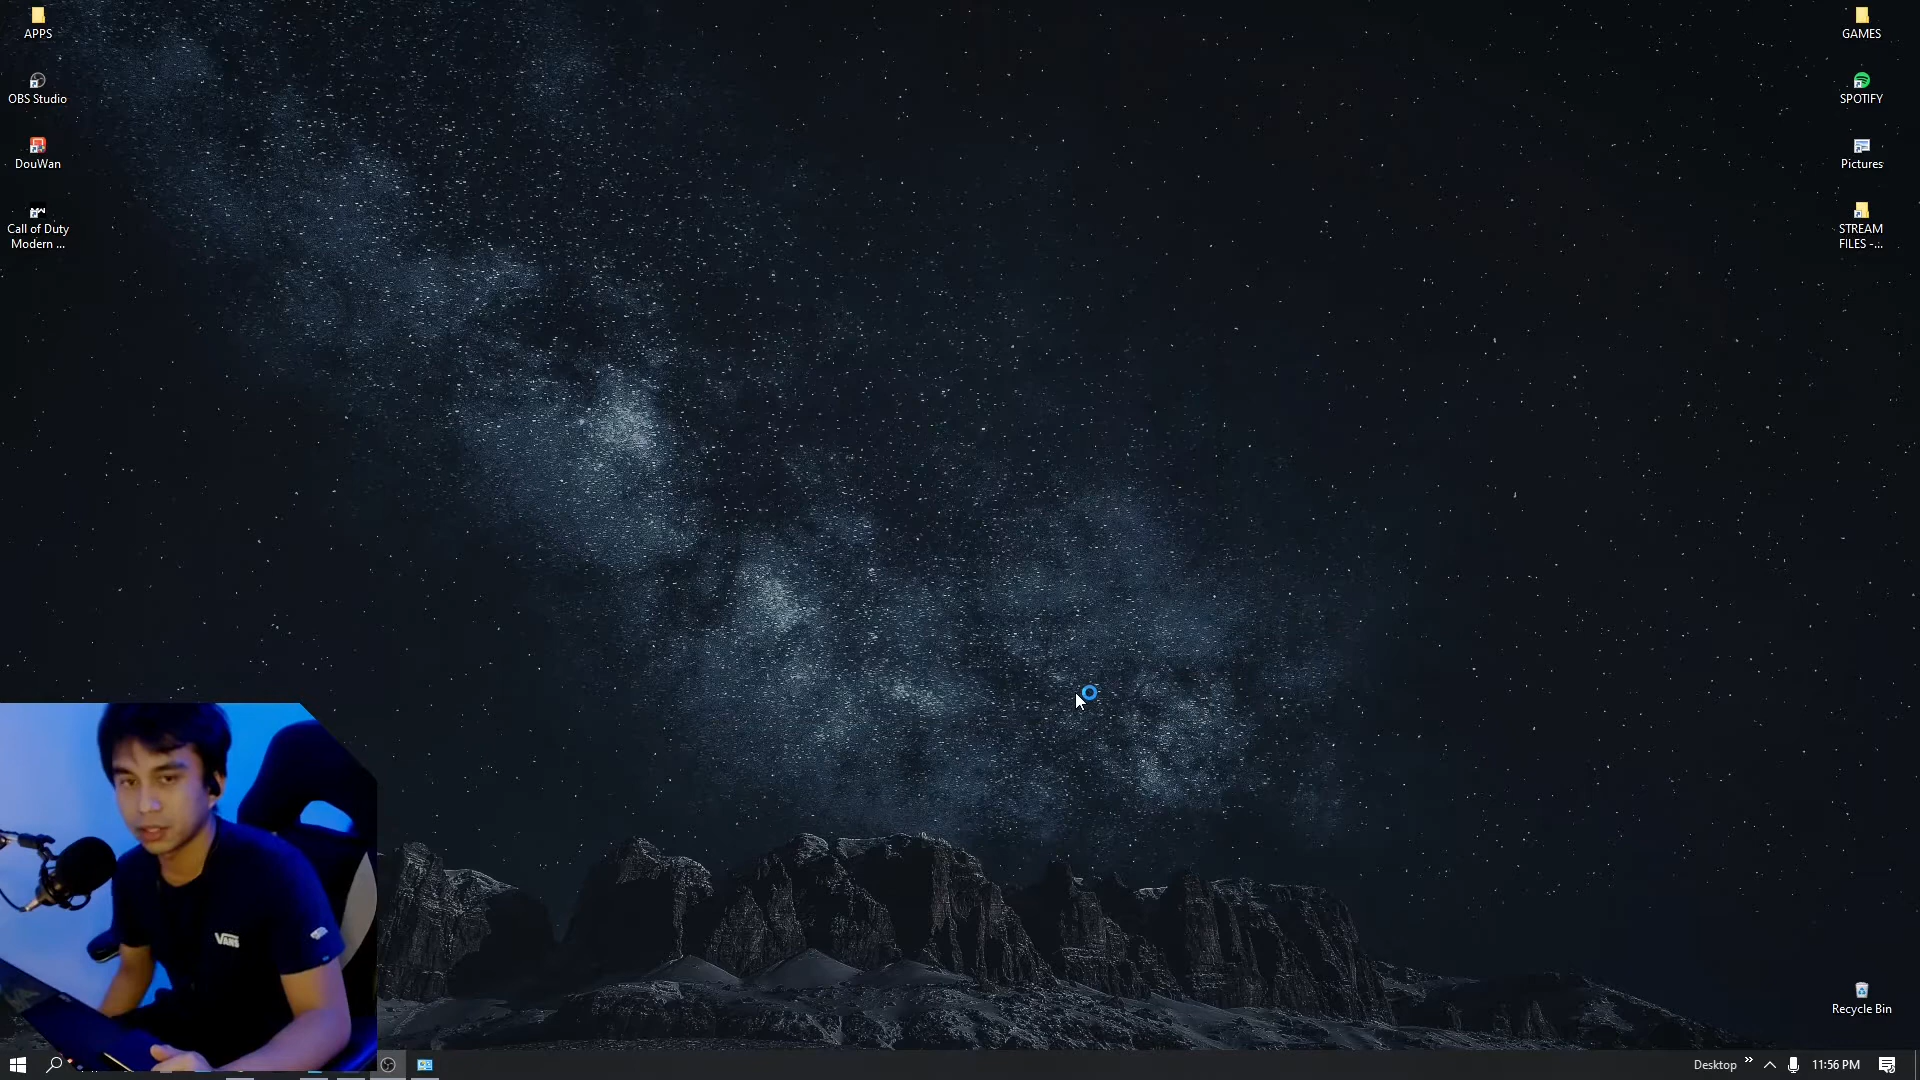 APPS
OBS Studio
DouWan
Call of Duty
Modern ...
GAMES
SPOTIFY
Pictures
STREAM
FILES -...
VANS
Recycle Bin
Desktop
11:56 PM